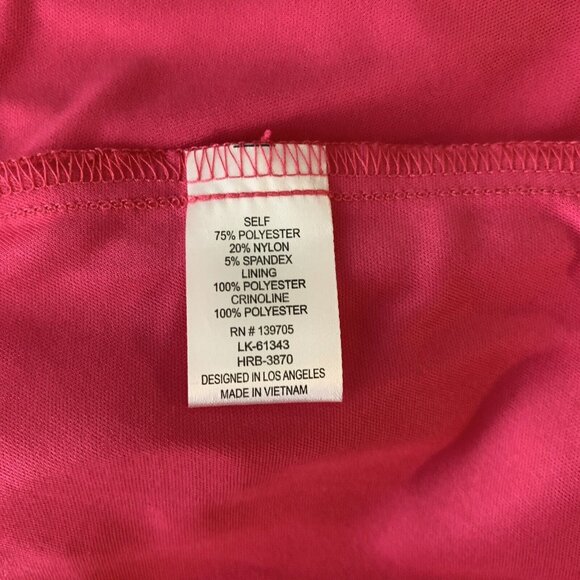 SELF
75% POLYESTER
20% NYLON
5% SPANDEX
LINING
100% POLYESTER
CRINOLINE
100% POLYESTER
RN # 139705
LK-61343
HRB-3870
DESIGNED IN LOS ANGELES
MADE IN VIETNAM